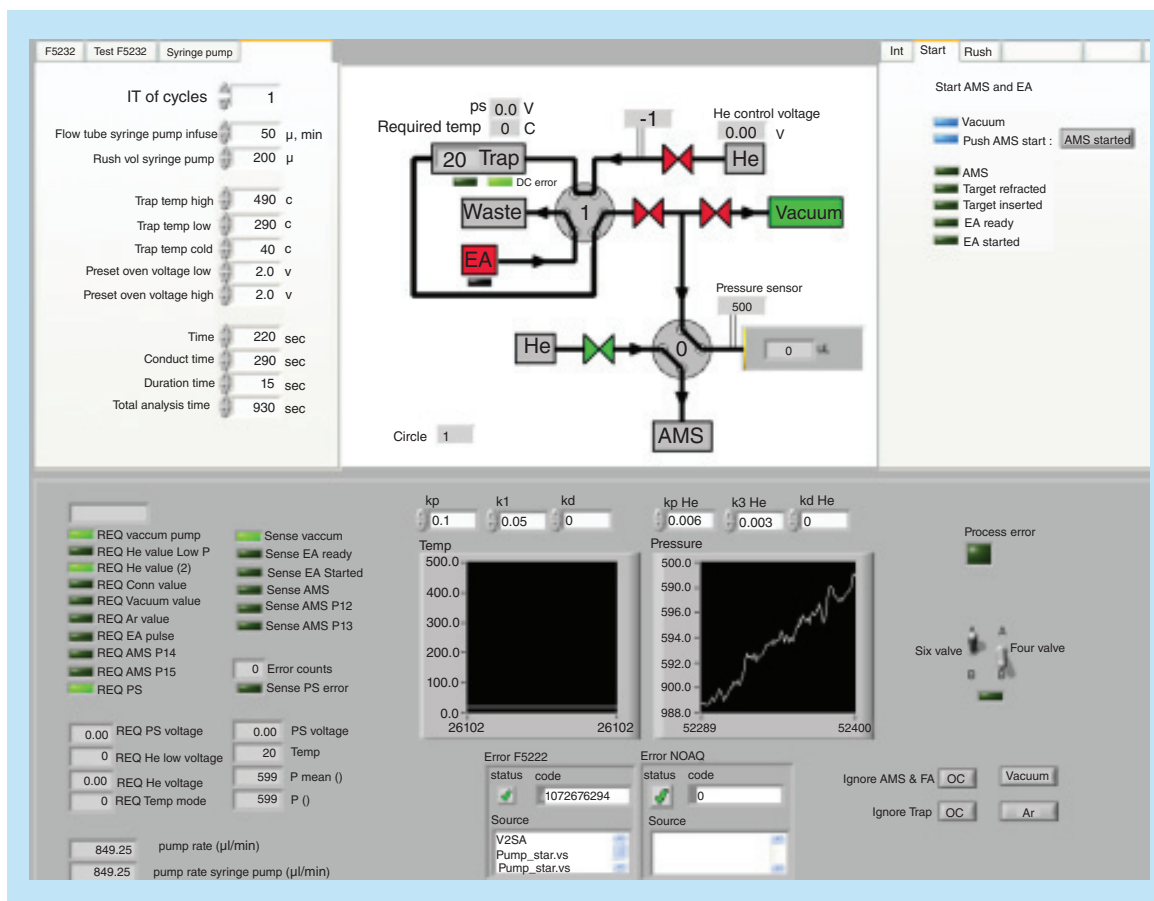 F5232 Test F5232 Syringe pump
IT of cycles 1
Flow tube syringe pump infuse 50 µ, min
Rush vol syringe pump 200 µ
Trap temp high 490 c
Trap temp low 290 c
Trap temp cold 40 c
Preset oven voltage low 2.0 v
Preset oven voltage high 2.0 v
Time 220 sec
Conduct time 290 sec
Duration time 15 sec
Total analysis time 930 sec
ps 0.0 V
Required temp 0 C
20 Trap
DC error
-1
He control voltage
0.00 V
He
Waste
1
Vacuum
EA
Pressure sensor
500
He
0
0 uL
AMS
Circle 1
Int Start Rush
Start AMS and EA
Vacuum
Push AMS start : AMS started
AMS
Target refracted
Target inserted
EA ready
EA started
REQ vaccum pump
REQ He value Low P
REQ He value (2)
REQ Conn value
REQ Vacuum value
REQ Ar value
REQ EA pulse
REQ AMS P14
REQ AMS P15
REQ PS
Sense vaccum
Sense EA ready
Sense EA Started
Sense AMS
Sense AMS P12
Sense AMS P13
0 Error counts
Sense PS error
0.00 REQ PS voltage
0 REQ He low voltage
0.00 REQ He voltage
0 REQ Temp mode
0.00 PS voltage
20 Temp
599 P mean ()
599 P ()
849.25 pump rate (µl/min)
849.25 pump rate syringe pump (µl/min)
kp k1 kd
0.1 0.05 0
Temp
500.0
400.0
300.0
200.0
100.0
0.0
26102 26102
kp He k3 He kd He
0.006 0.003 0
Pressure
500.0
590.0
596.0
594.0
592.0
900.0
988.0
52289 52400
Error F5222
status code
1072676294
Source
V2SA
Pump_star.vs
Pump_star.vs
Error NOAQ
status code
0
Source
Process error
Six valve
A
Four valve
B B
Ignore AMS & FA OC Vacuum
Ignore Trap OC Ar